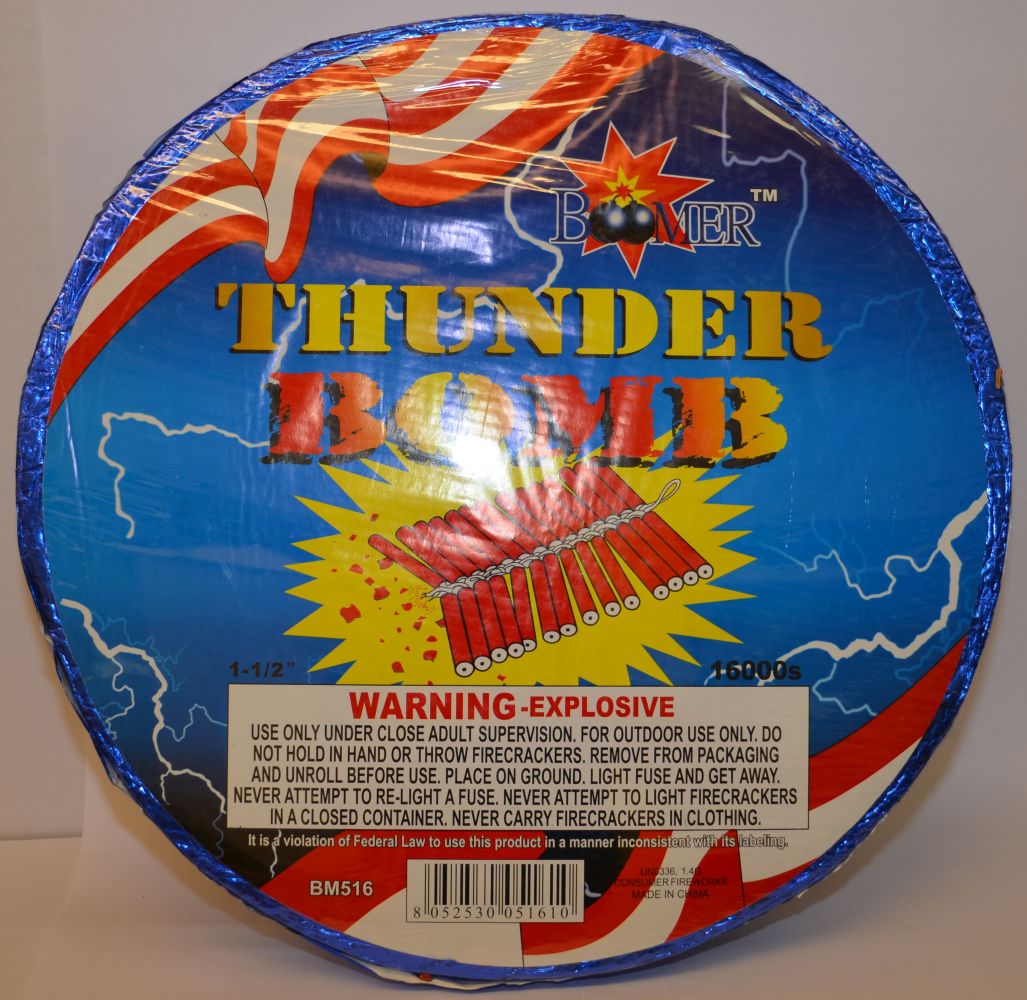 BOOMER™
THUNDER
BOMB
1-1/2" 16000s
WARNING-EXPLOSIVE
USE ONLY UNDER CLOSE ADULT SUPERVISION. FOR OUTDOOR USE ONLY. DO
NOT HOLD IN HAND OR THROW FIRECRACKERS. REMOVE FROM PACKAGING
AND UNROLL BEFORE USE. PLACE ON GROUND. LIGHT FUSE AND GET AWAY.
NEVER ATTEMPT TO RE-LIGHT A FUSE. NEVER ATTEMPT TO LIGHT FIRECRACKERS
IN A CLOSED CONTAINER. NEVER CARRY FIRECRACKERS IN CLOTHING.
It is a violation of Federal Law to use this product in a manner inconsistent with its labeling.
BM516
8 052530 051610
UN0336, 1.4G
CONSUMER FIREWORKS
MADE IN CHINA